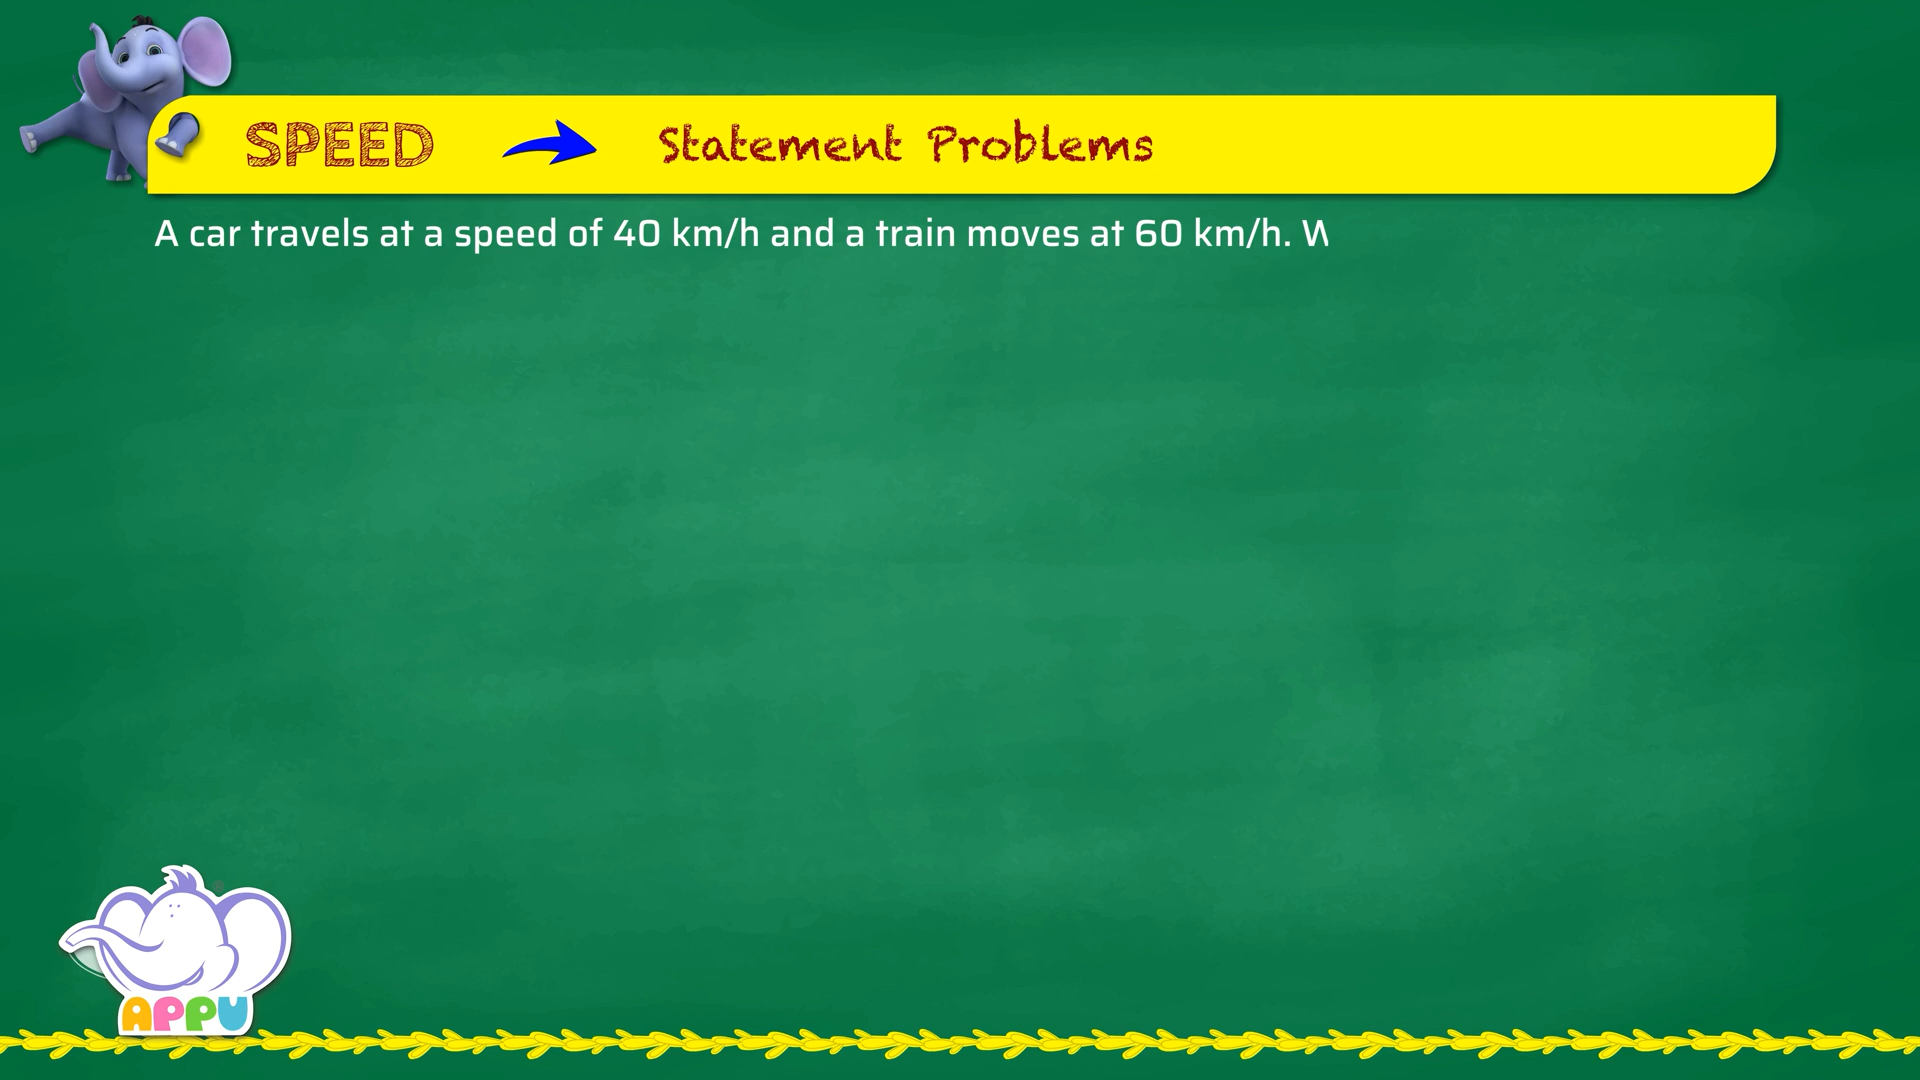 SPEED Statement Problems
A car travels at a speed of 40 km/h and a train moves at 60 km/h. W
APPU